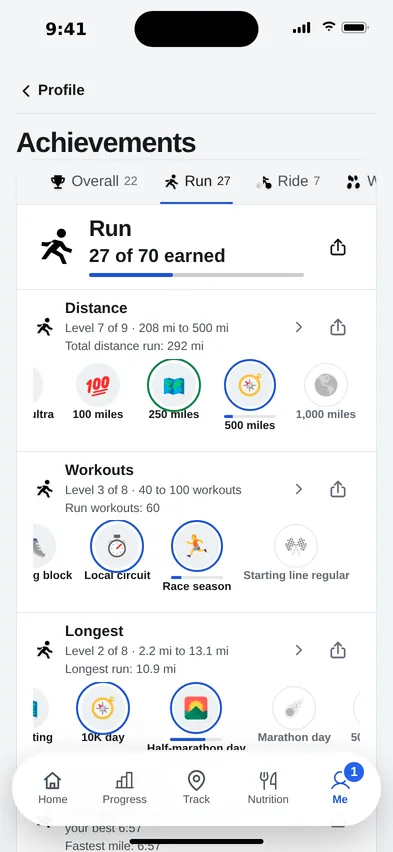 9:41
Profile
Achievements
Overall 22 Run 27 Ride 7 W
Run
27 of 70 earned
Distance
Level 7 of 9 · 208 mi to 500 mi
Total distance run: 292 mi
ultra 100 miles 250 miles 500 miles 1,000 miles
Workouts
Level 3 of 8 · 40 to 100 workouts
Run workouts: 60
g block Local circuit Race season Starting line regular
Longest
Level 2 of 8 · 2.2 mi to 13.1 mi
Longest run: 10.9 mi
ting 10K day Half-marathon day Marathon day 50
1
Home Progress Track Nutrition Me
your best 6:57
Fastest mile: 6:57